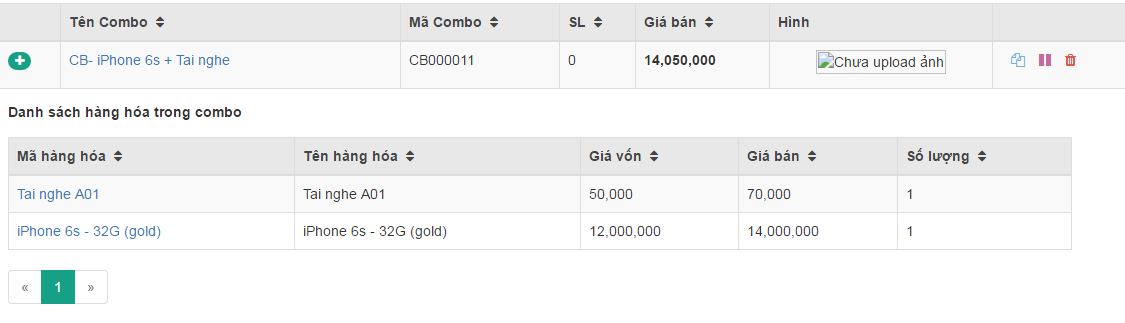 Tên Combo Mã Combo SL Giá bán Hình
CB- iPhone 6s + Tai nghe CB000011 0 14,050,000 Chưa upload ảnh
Danh sách hàng hóa trong combo
Mã hàng hóa Tên hàng hóa Giá vốn Giá bán Số lượng
Tai nghe A01 Tai nghe A01 50,000 70,000 1
iPhone 6s - 32G (gold) iPhone 6s - 32G (gold) 12,000,000 14,000,000 1
« 1 »